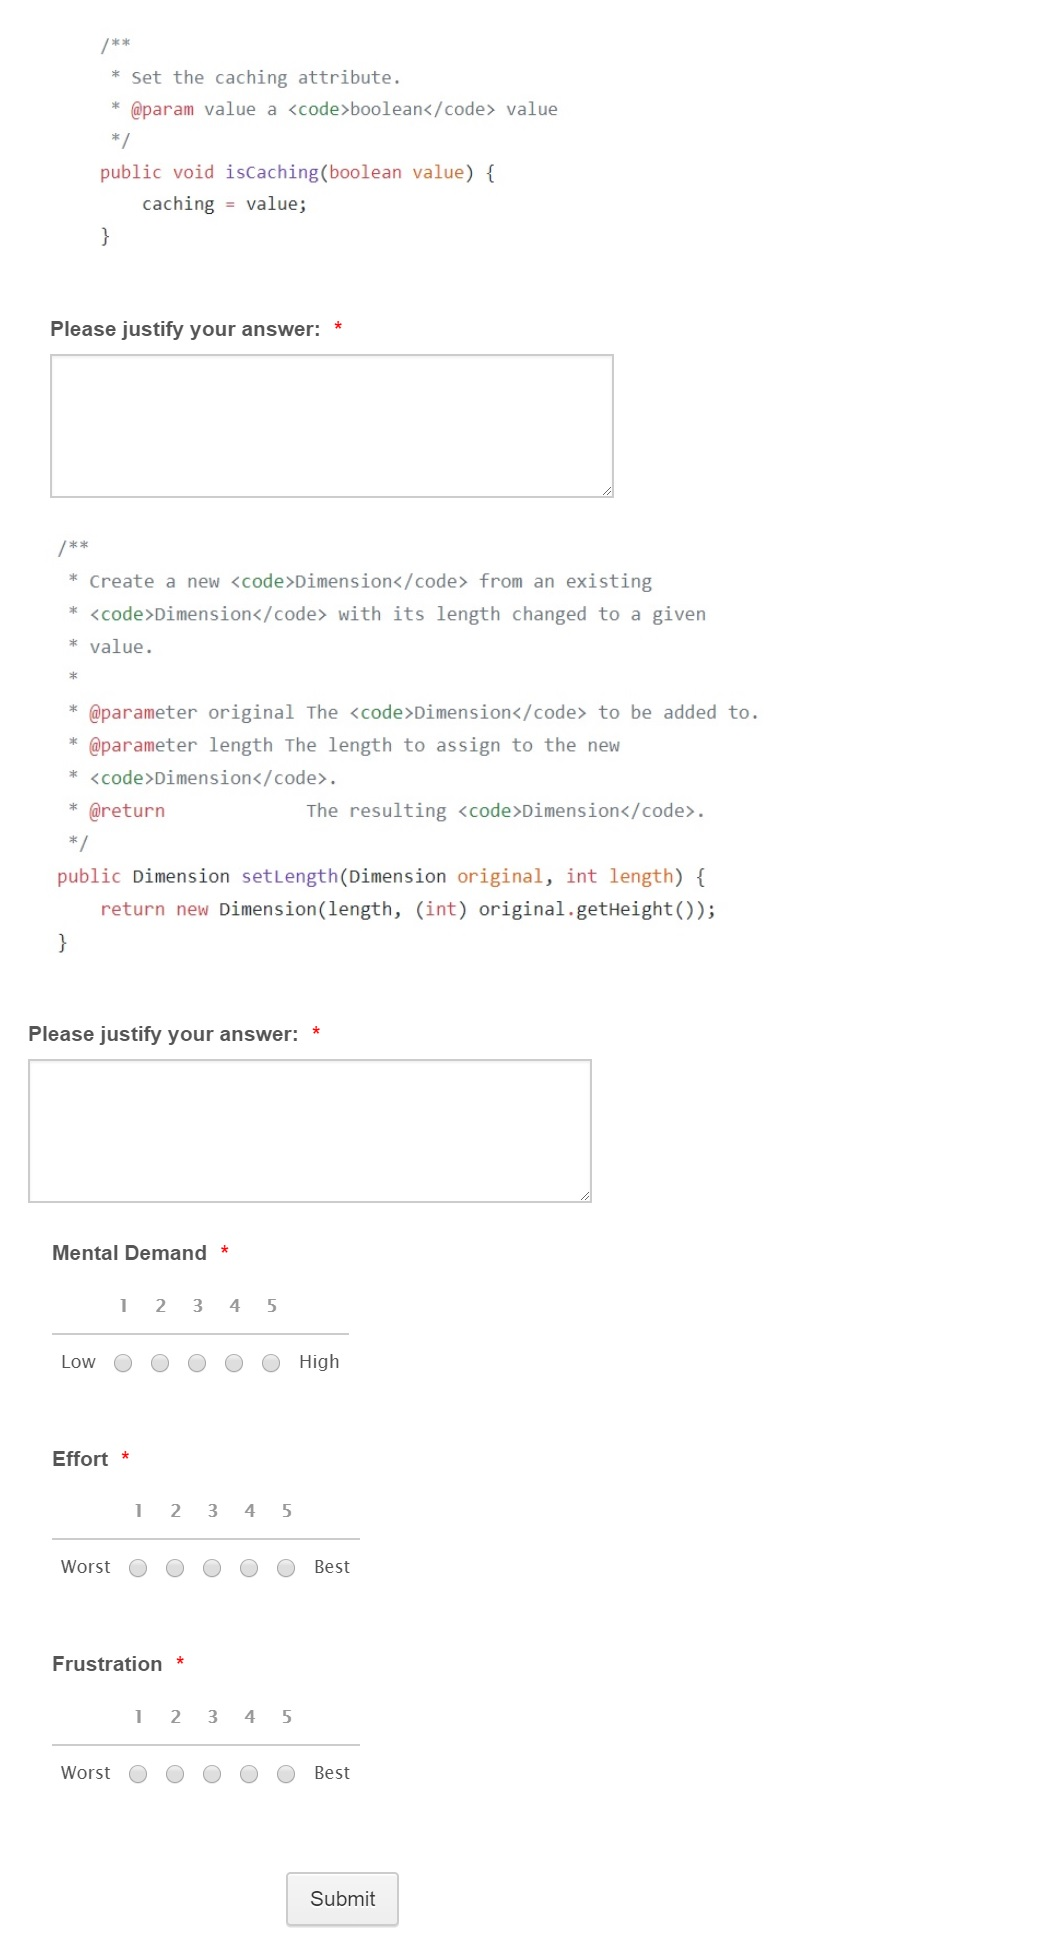 /**
 * Set the caching attribute.
 * @param value a <code>boolean</code> value
 */
public void isCaching(boolean value) {
    caching = value;
}
Please justify your answer: *
/**
 * Create a new <code>Dimension</code> from an existing
 * <code>Dimension</code> with its length changed to a given
 * value.
 *
 * @parameter original The <code>Dimension</code> to be added to.
 * @parameter length The length to assign to the new
 * <code>Dimension</code>.
 * @return             The resulting <code>Dimension</code>.
 */
public Dimension setLength(Dimension original, int length) {
    return new Dimension(length, (int) original.getHeight());
}
Please justify your answer: *
Mental Demand *
1 2 3 4 5
Low High
Effort *
1 2 3 4 5
Worst Best
Frustration *
1 2 3 4 5
Worst Best
Submit